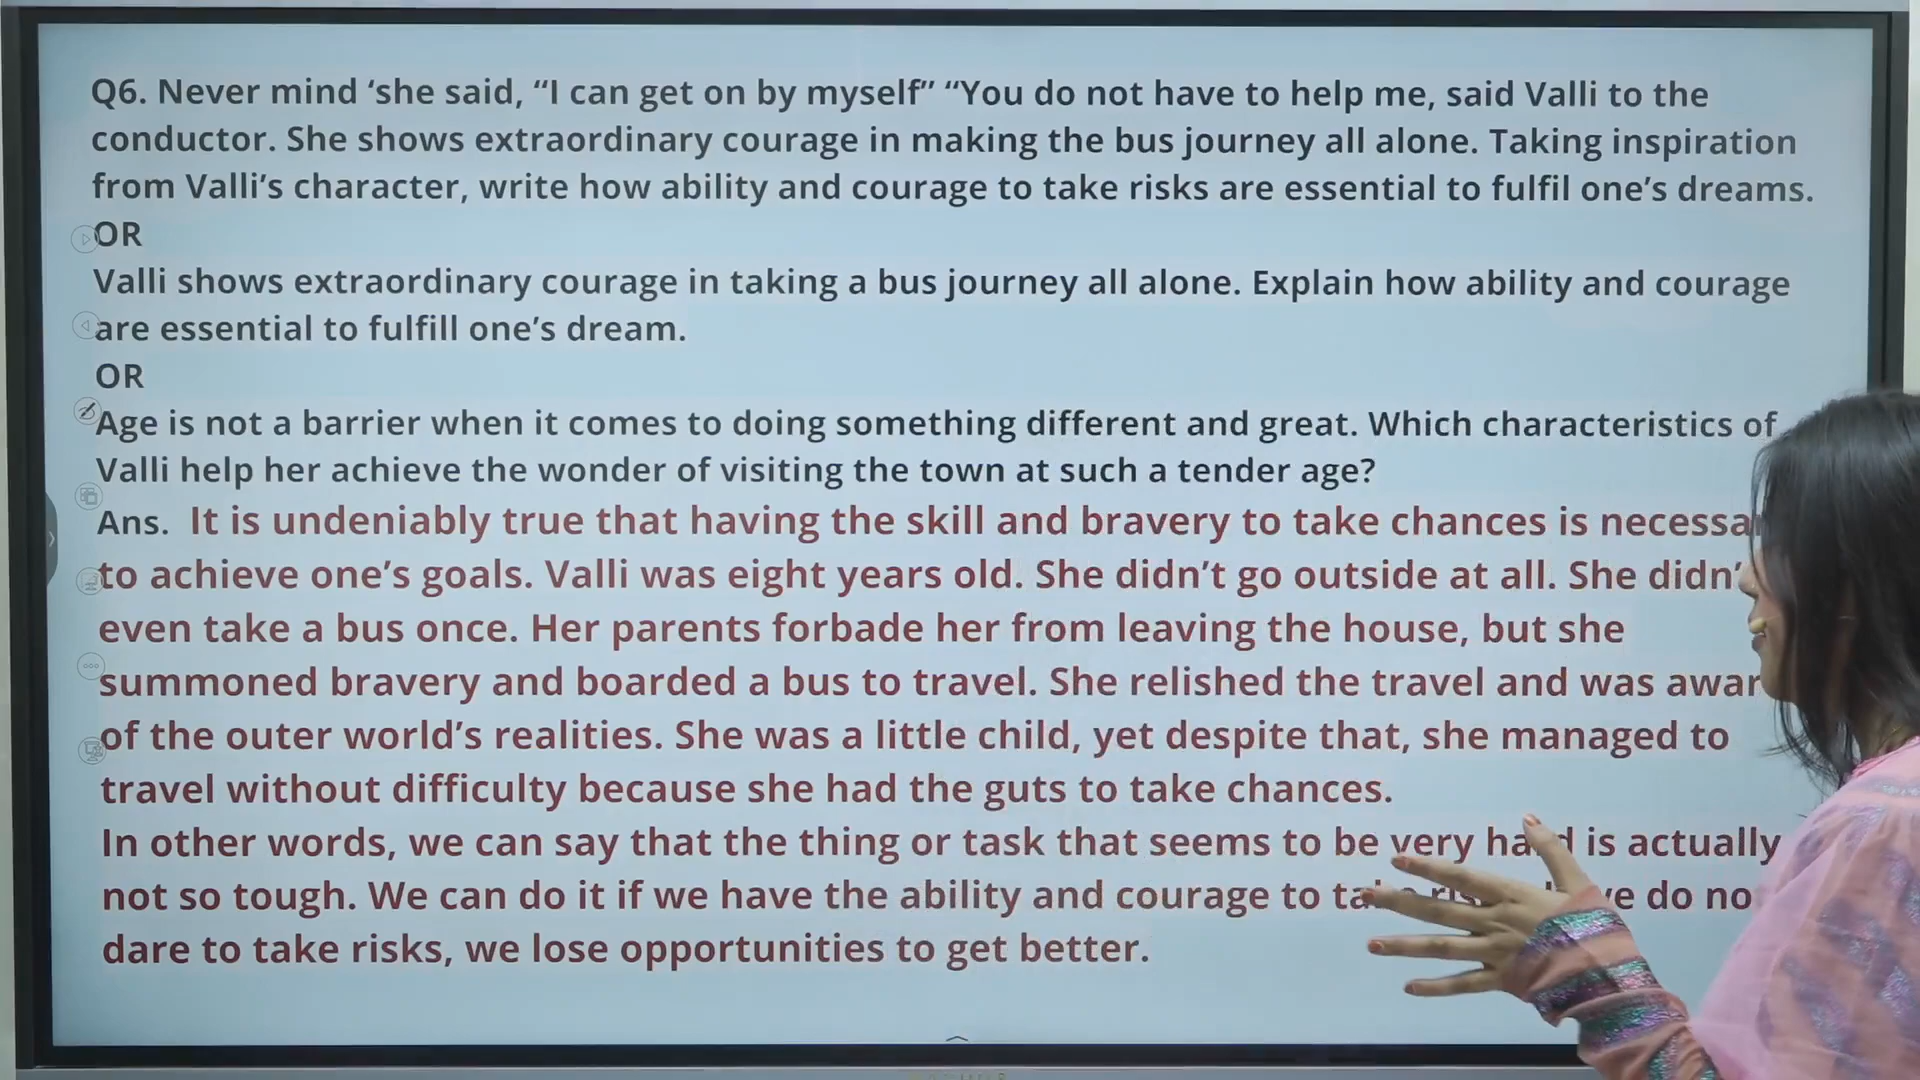 Q6. Never mind ‘she said, “I can get on by myself” “You do not have to help me, said Valli to the
conductor. She shows extraordinary courage in making the bus journey all alone. Taking inspiration
from Valli’s character, write how ability and courage to take risks are essential to fulfil one’s dreams.
OR
Valli shows extraordinary courage in taking a bus journey all alone. Explain how ability and courage
are essential to fulfill one’s dream.
OR
Age is not a barrier when it comes to doing something different and great. Which characteristics of
Valli help her achieve the wonder of visiting the town at such a tender age?
Ans. It is undeniably true that having the skill and bravery to take chances is
to achieve one’s goals. Valli was eight years old. She didn’t go outside at all. She
even take a bus once. Her parents forbade her from leaving the house, but she
summoned bravery and boarded a bus to travel. She relished the travel and was
of the outer world’s realities. She was a little child, yet despite that, she managed to
travel without difficulty because she had the guts to take chances.
In other words, we can say that the thing or task that seems to be very hard is actually
not so tough. We can do it if we have the ability and courage to do
dare to take risks, we lose opportunities to get better.